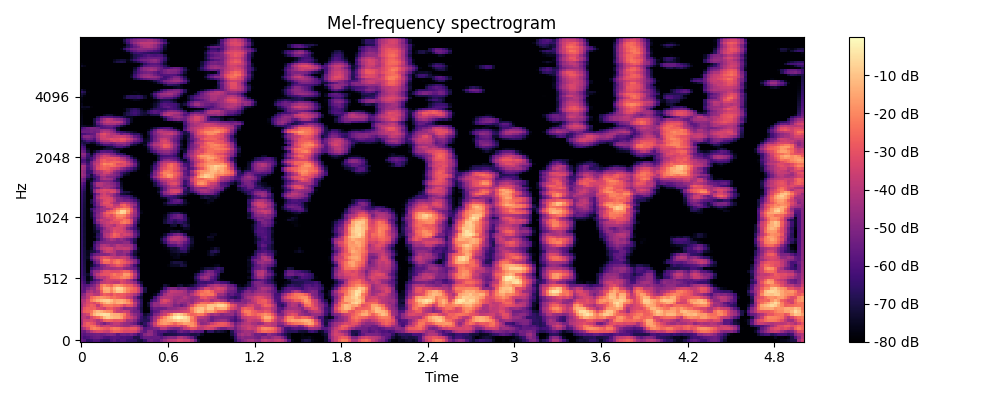 Mel-frequency spectrogram
Hz
4096
2048
1024
512
0
0 0.6 1.2 1.8 2.4 3 3.6 4.2 4.8
Time
-10 dB
-20 dB
-30 dB
-40 dB
-50 dB
-60 dB
-70 dB
-80 dB